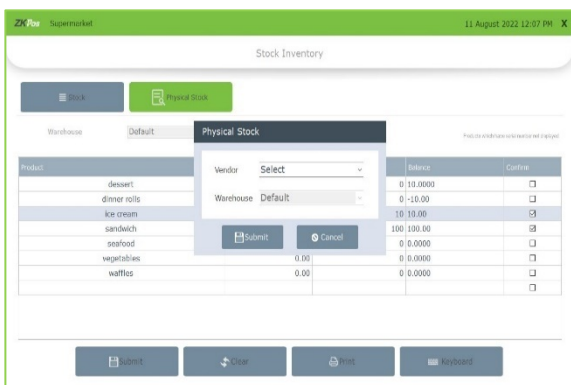 ZKPos Supermarket 11 August 2022 12:07 PM X
Stock Inventory
Stock Physical Stock
Warehouse Default
Physical Stock
Vendor Select
Warehouse Default
Submit Cancel
Product Balance Confirm
dessert 0 10.0000
dinner rolls 0 -10.00
ice cream 10 10.00
sandwich 100 100.00
seafood 0 0.0000
vegetables 0.00 0 0.0000
waffles 0.00 0 0.0000
Submit Clear Print Keyboard